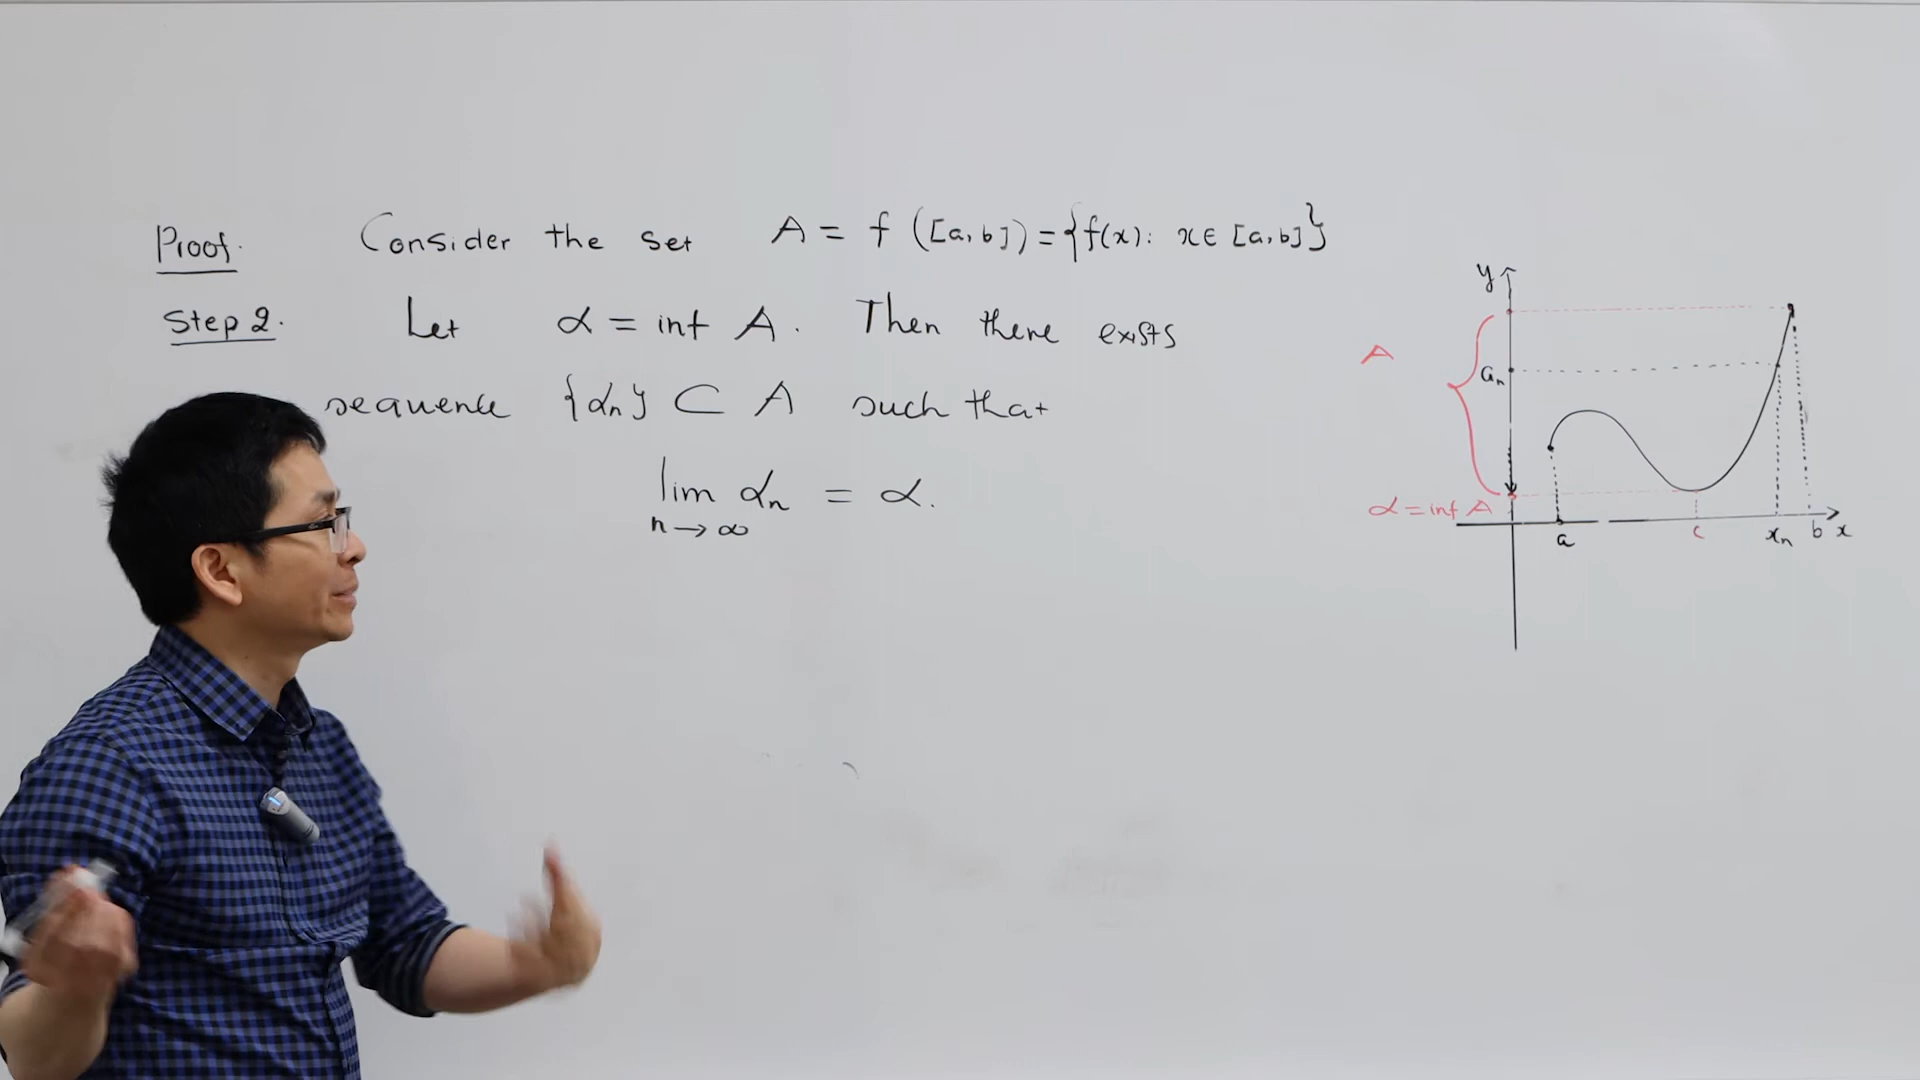 Proof. Consider the set A = f ([a, b]) = {f(x): x ∈ [a, b]}
Step 2. Let α = inf A. Then there exists
sequence {αn} ⊂ A such that
lim αn = α.
n → ∞
y
A
an
α = inf A
a
c
xn
b
x